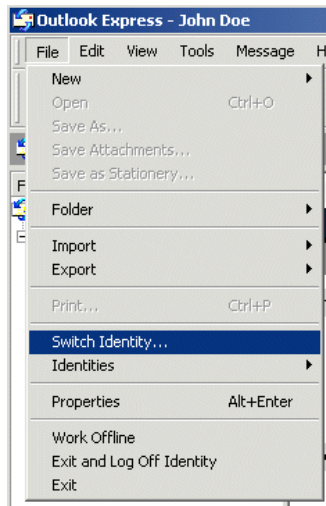 Outlook Express - John Doe
File Edit View Tools Message
New
Open Ctrl+O
Save As...
Save Attachments...
Save as Stationery...
Folder
Import
Export
Print... Ctrl+P
Switch Identity...
Identities
Properties Alt+Enter
Work Offline
Exit and Log Off Identity
Exit